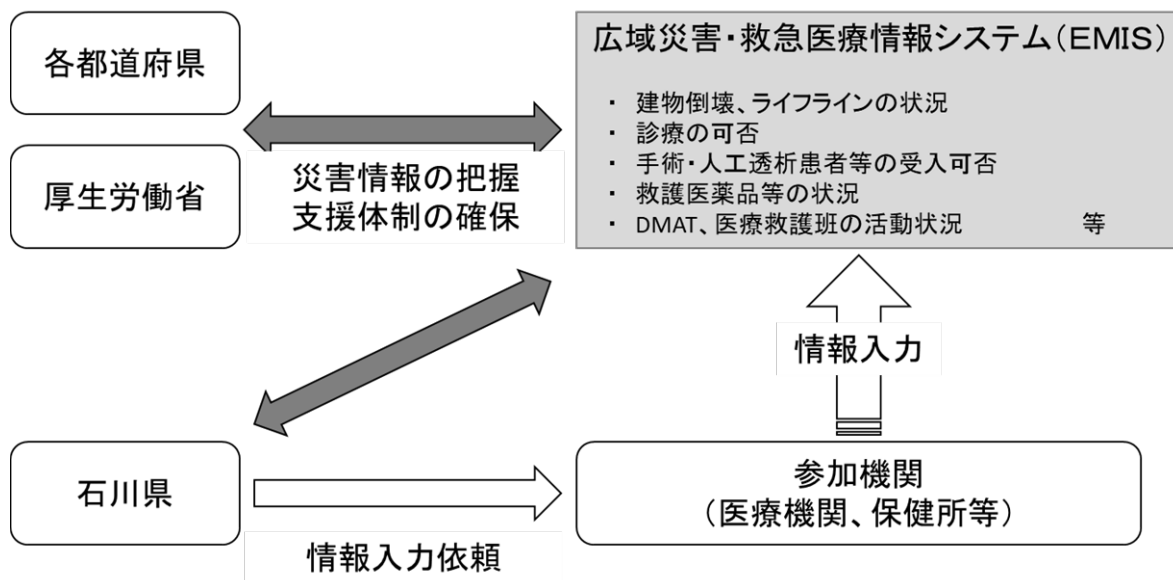 各都道府県
厚生労働省
災害情報の把握
支援体制の確保
広域災害・救急医療情報システム(EMIS)
・ 建物倒壊、ライフラインの状況
・ 診療の可否
・ 手術・人工透析患者等の受入可否
・ 救護医薬品等の状況
・ DMAT、医療救護班の活動状況 等
情報入力
石川県
情報入力依頼
参加機関
（医療機関、保健所等）